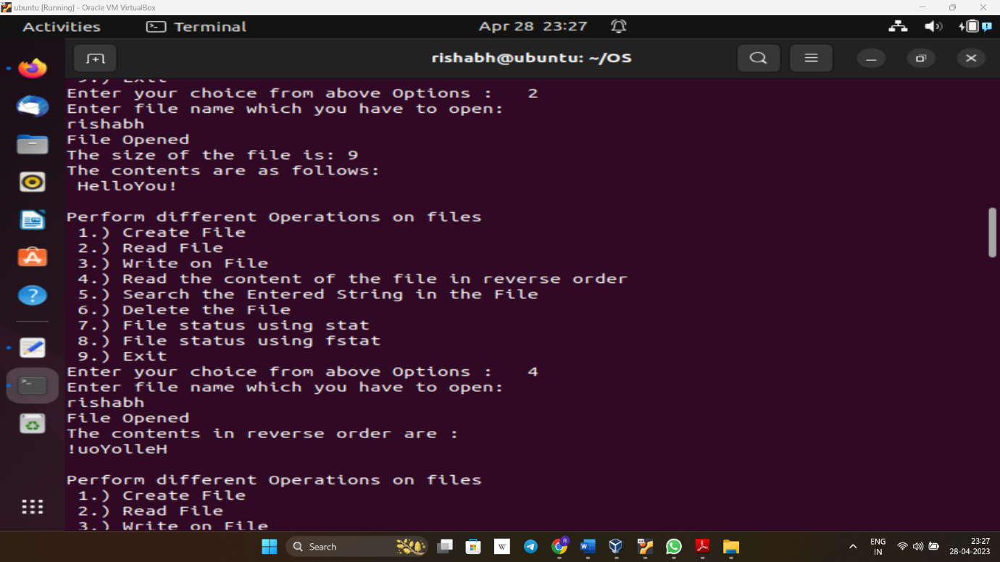 ubuntu [Running] - Oracle VM VirtualBox
Activities
Terminal
Apr 28 23:27
rishabh@ubuntu: ~/OS
9.) Exit
Enter your choice from above Options : 2
Enter file name which you have to open:
rishabh
File Opened
The size of the file is: 9
The contents are as follows:
HelloYou!
Perform different Operations on files
1.) Create File
2.) Read File
3.) Write on File
4.) Read the content of the file in reverse order
5.) Search the Entered String in the File
6.) Delete the File
7.) File status using stat
8.) File status using fstat
9.) Exit
Enter your choice from above Options : 4
Enter file name which you have to open:
rishabh
File Opened
The contents in reverse order are :
!uoYolleH
Perform different Operations on files
1.) Create File
2.) Read File
3.) Write on File
Search
W
R
W
ENG
IN
23:27
28-04-2023